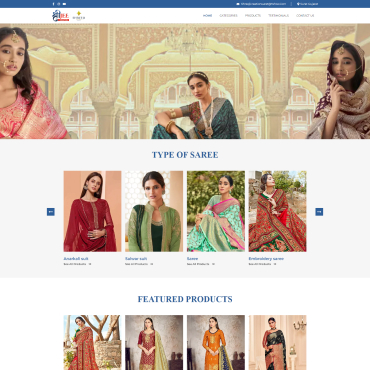 HOME CATEGORIES PRODUCTS TESTIMONIALS CONTACT US
TYPE OF SAREE
Anarkali suit
See All Products
Salwar suit
See All Products
Saree
See All Products
Embroidery saree
See All Products
FEATURED PRODUCTS